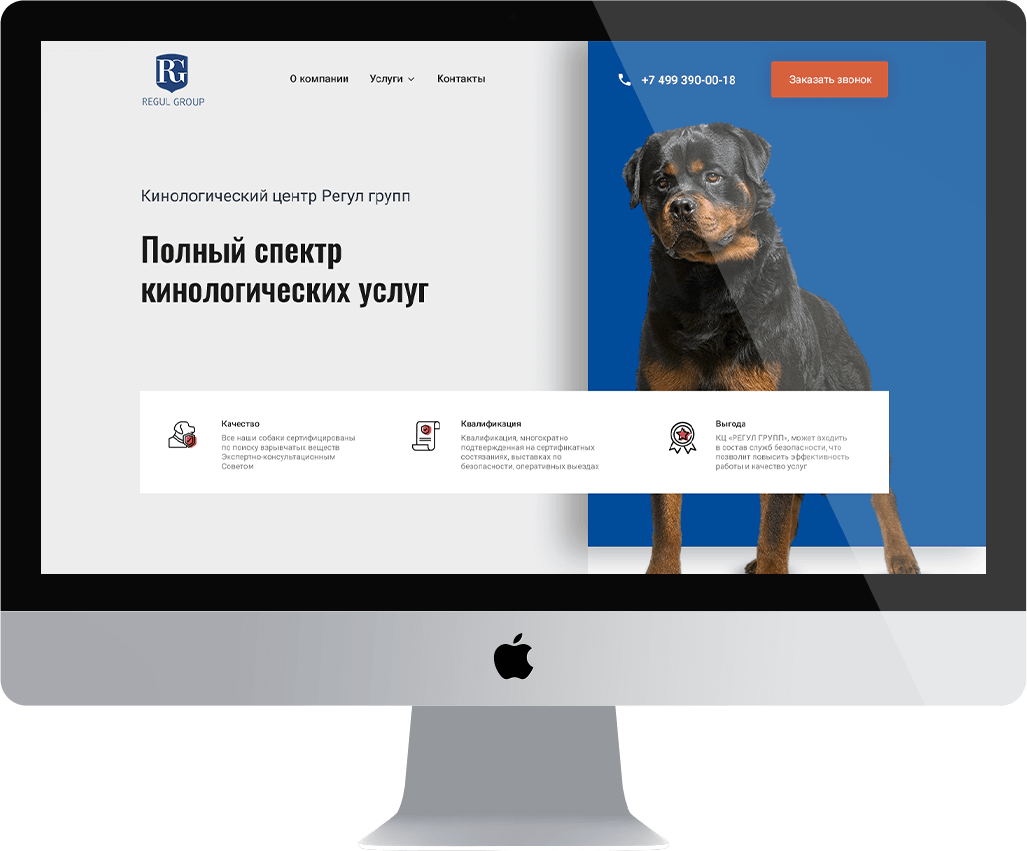 RG
REGUL GROUP
О компании
Услуги
Контакты
+7 499 390-00-18
Заказать звонок
Кинологический центр Регул групп
Полный спектр
кинологических услуг
Качество
Все наши собаки сертифицированы
по поиску взрывчатых веществ
Экспертно-консультационным
Советом
Квалификация
Квалификация, многократно
подтвержденная на сертификатных
состязаниях, выставках по
безопасности, оперативных выездах
Выгода
КЦ «РЕГУЛ ГРУПП», может входить
в состав служб безопасности, что
позволит повысить эффективность
работы и качество услуг